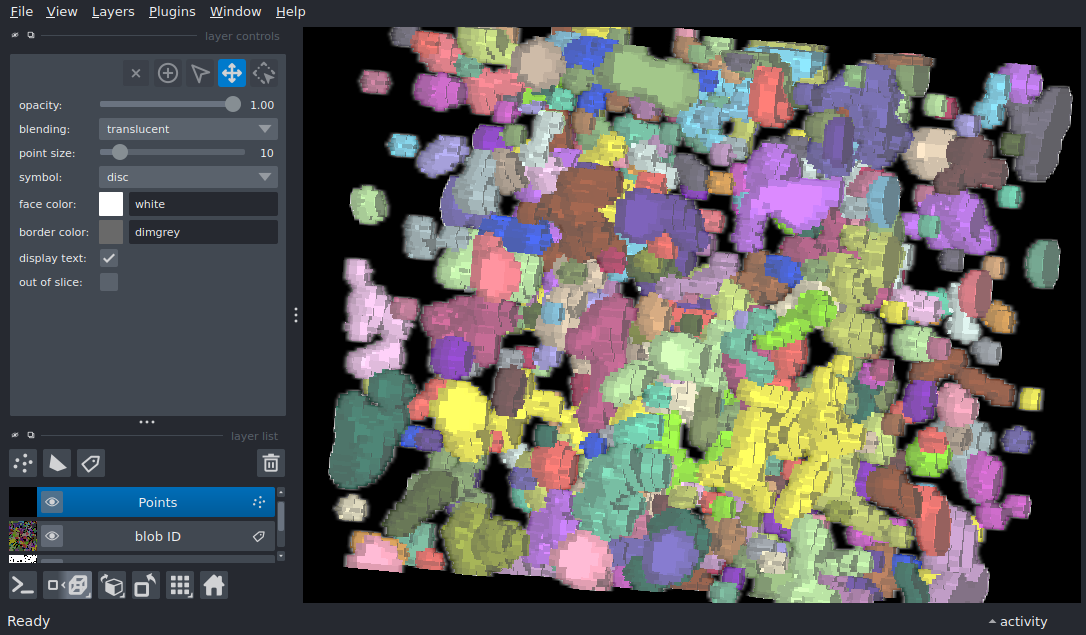 File View Layers Plugins Window Help
layer controls
opacity: 1.00
blending: translucent
point size: 10
symbol: disc
face color: white
border color: dimgrey
display text:
out of slice:
layer list
Points
blob ID
Ready
activity